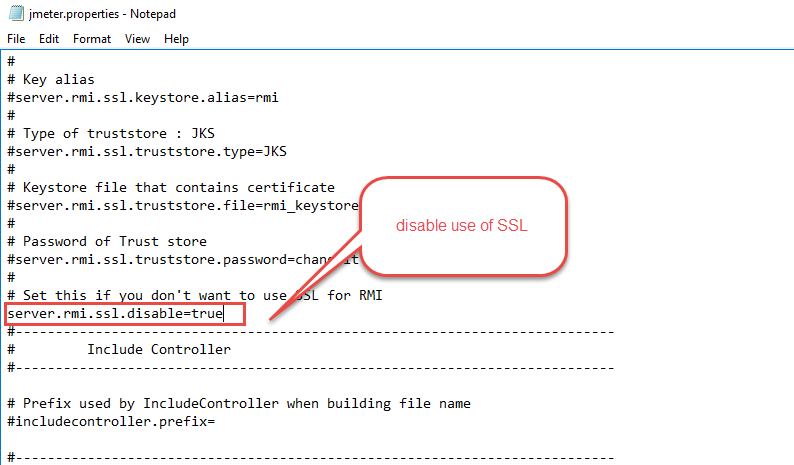 jmeter.properties - Notepad
File Edit Format View Help
#
# Key alias
#server.rmi.ssl.keystore.alias=rmi
#
# Type of truststore : JKS
#server.rmi.ssl.truststore.type=JKS
#
# Keystore file that contains certificate
#server.rmi.ssl.truststore.file=rmi_keystore
disable use of SSL
#
# Password of Trust store
#server.rmi.ssl.truststore.password=chan it
#
# Set this if you don't want to use SSL for RMI
server.rmi.ssl.disable=true
#---------------------------------------------------------------------------
# Include Controller
#---------------------------------------------------------------------------
# Prefix used by IncludeController when building file name
#includecontroller.prefix=
#---------------------------------------------------------------------------